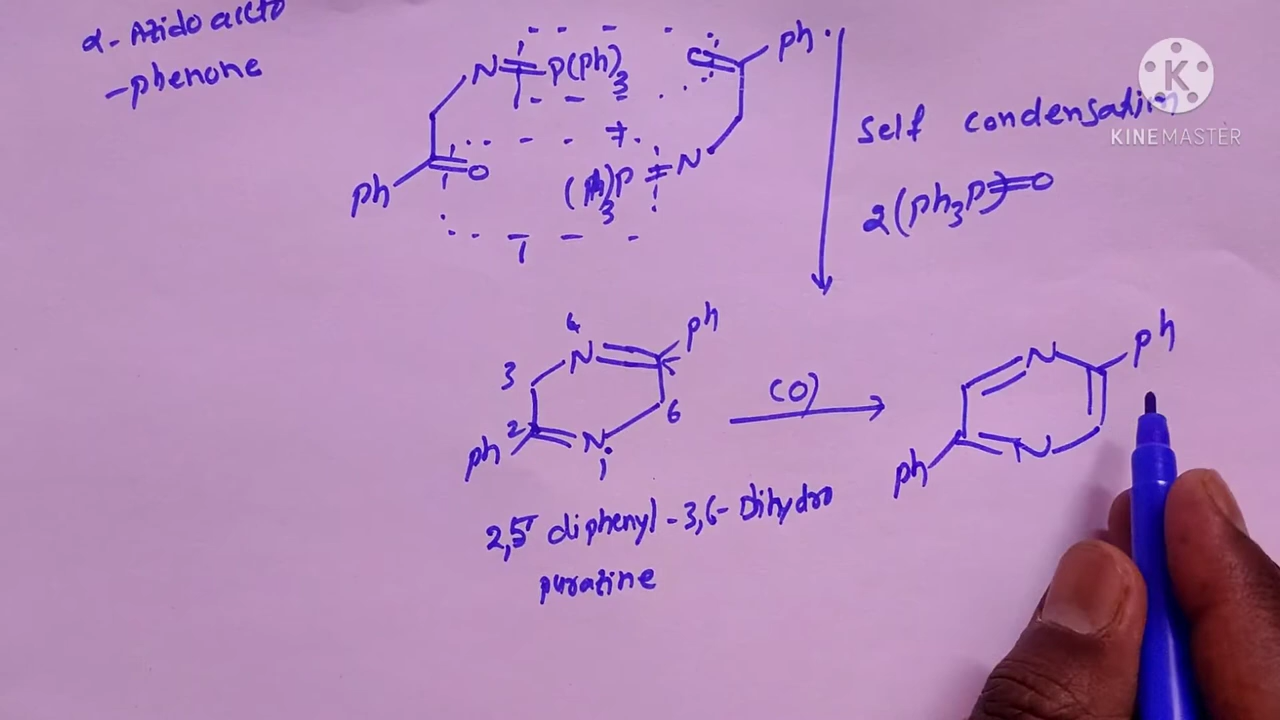 α- Azido aceto
-phenone
N=P(Ph)3
O
Ph
+
Ph
O
(Ph)3P=N
Self condensation
2(Ph3P)=O
K
KINEMASTER
4
N
Ph
3
6
2
Ph
N
1
(O)
N
Ph
Ph
N
2,5 diphenyl-3,6-Dihydro
pyrazine